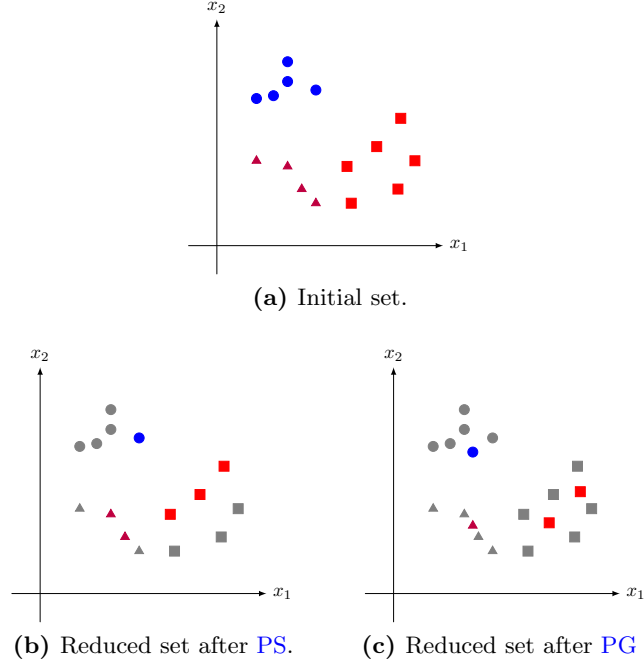 x₂
x₁
(a) Initial set.
x₂
x₁
(b) Reduced set after PS.
x₂
x₁
(c) Reduced set after PG